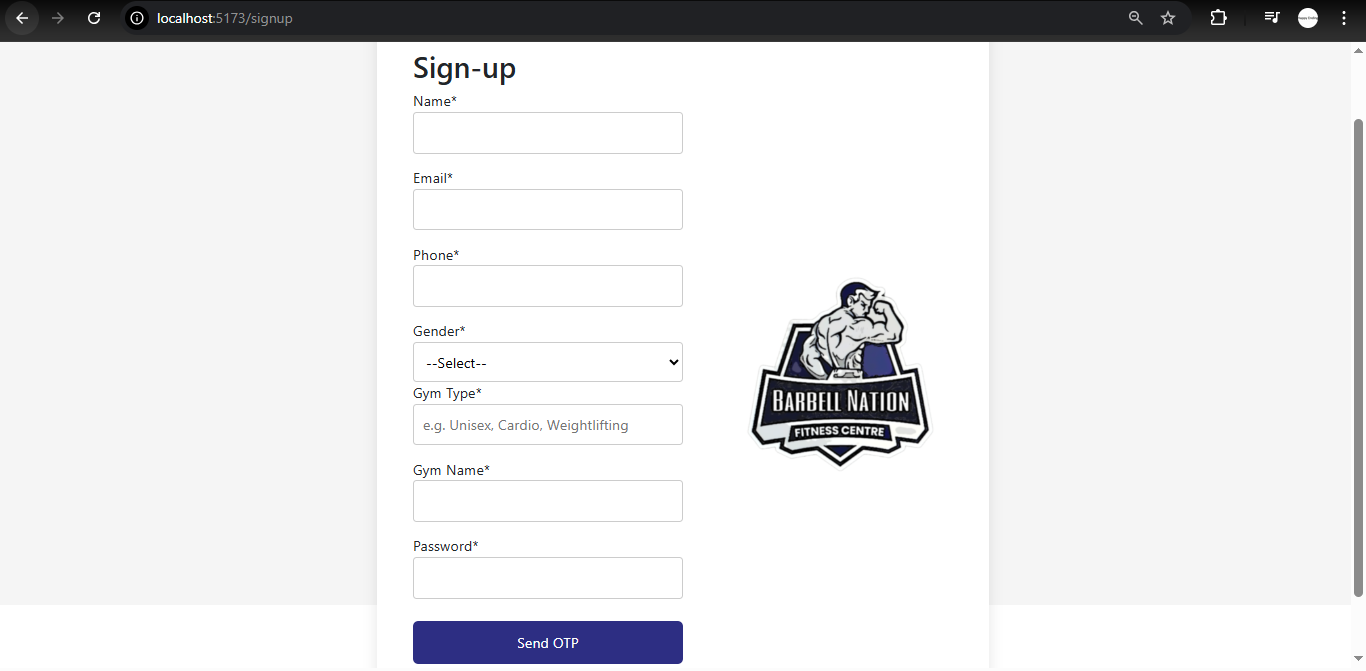 localhost:5173/signup
Sign-up
Name*
Email*
Phone*
Gender*
--Select--
Gym Type*
e.g. Unisex, Cardio, Weightlifting
Gym Name*
Password*
Send OTP
BARBELL NATION
FITNESS CENTRE